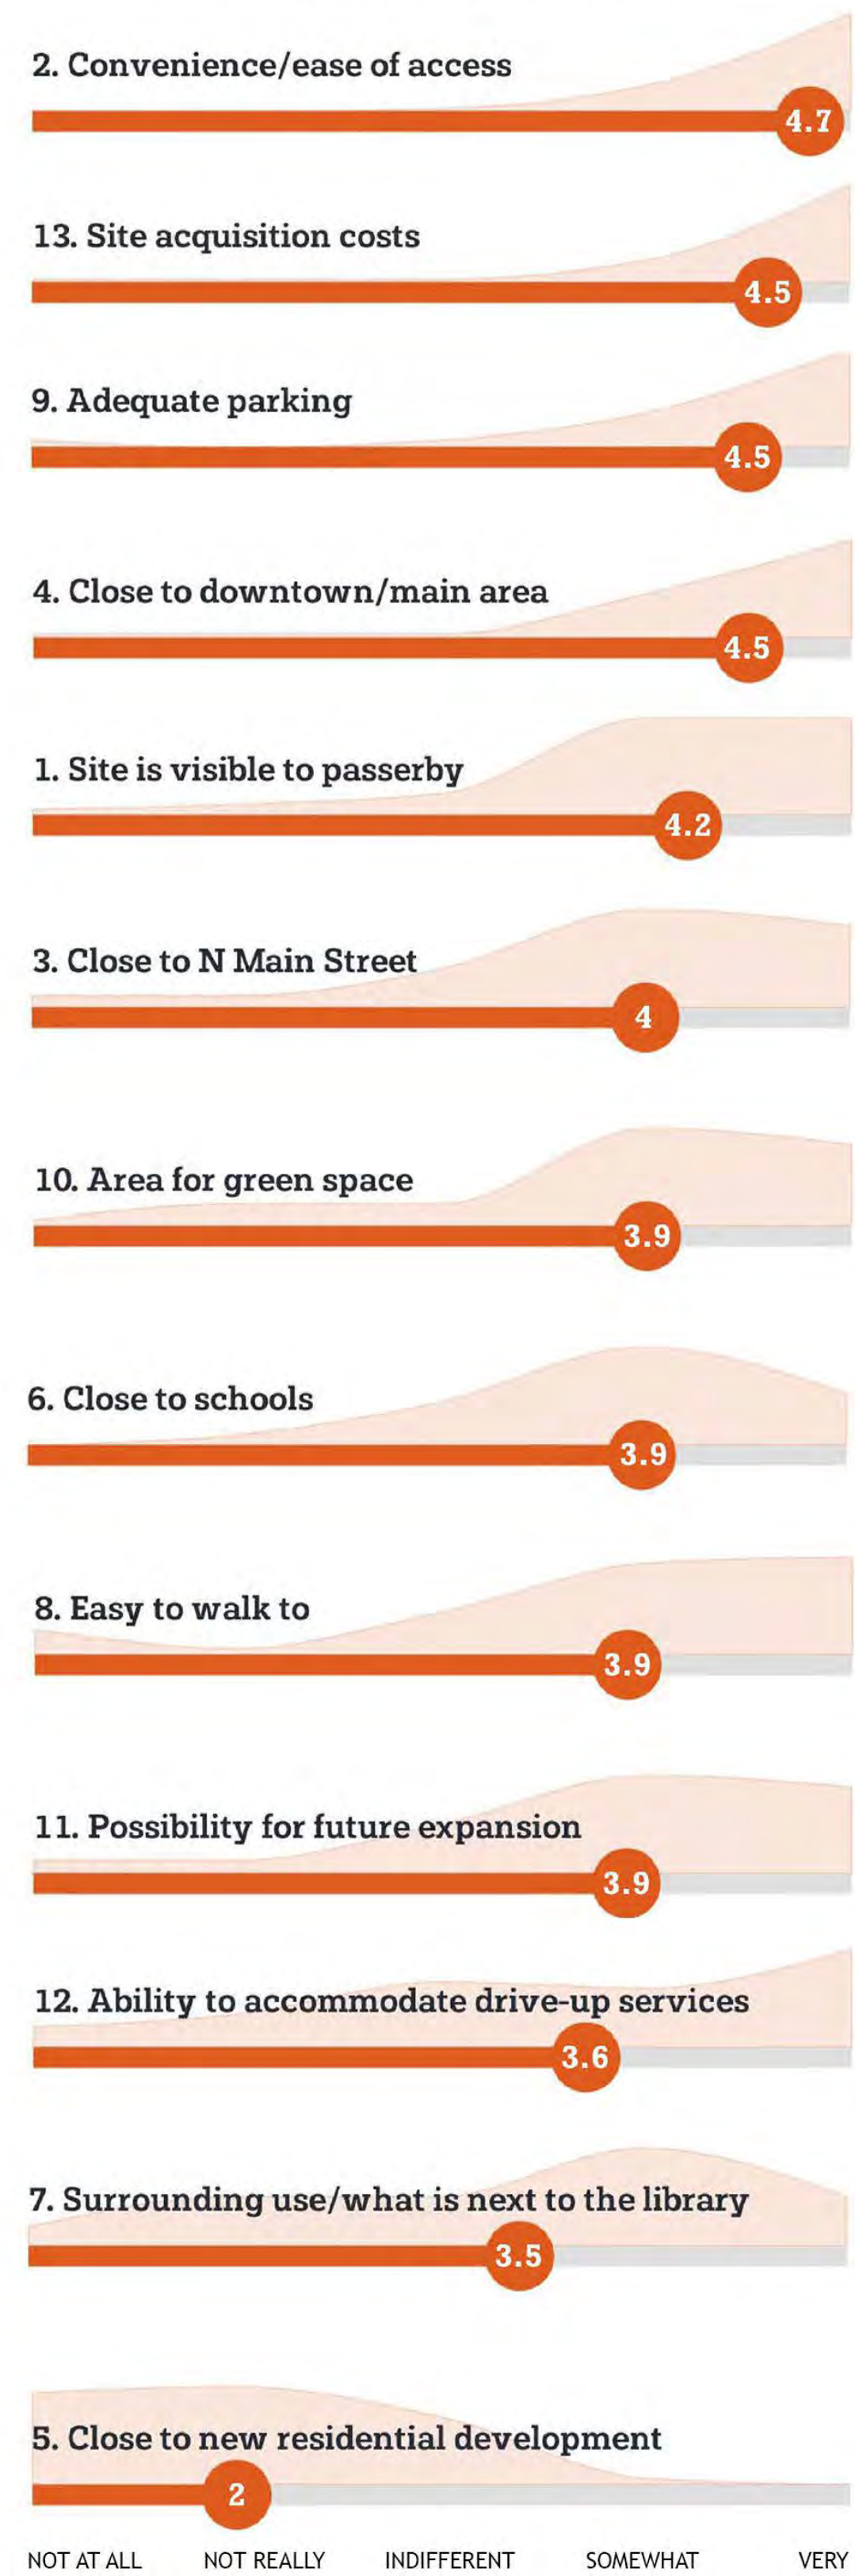 2. Convenience/ease of access
4.7
13. Site acquisition costs
4.5
9. Adequate parking
4.5
4. Close to downtown/main area
4.5
1. Site is visible to passerby
4.2
3. Close to N Main Street
4
10. Area for green space
3.9
6. Close to schools
3.9
8. Easy to walk to
3.9
11. Possibility for future expansion
3.9
12. Ability to accommodate drive-up services
3.6
7. Surrounding use/what is next to the library
3.5
5. Close to new residential development
2
NOT AT ALL NOT REALLY INDIFFERENT SOMEWHAT VERY